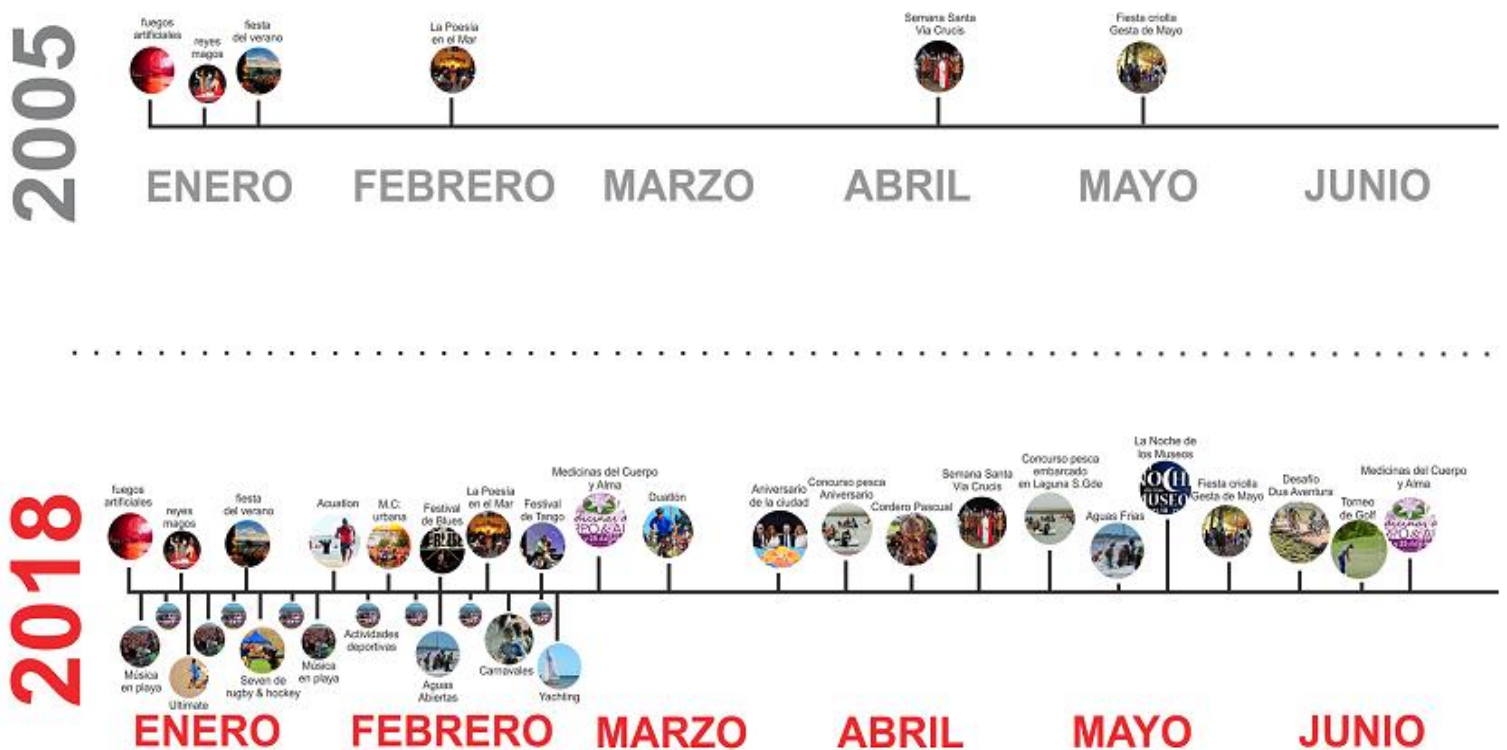 2005
fuegos
artificiales
reyes
magos
fiesta
del verano
La Poesía
en el Mar
Semana Santa
Via Crucis
Fiesta criolla
Gesta de Mayo
ENERO
FEBRERO
MARZO
ABRIL
MAYO
JUNIO
2018
fuegos
artificiales
reyes
magos
fiesta
del verano
Acuation
M.C.
urbana
Festival
de Blues
La Poesía
en el Mar
Festival
de Tango
Medicinas del Cuerpo
y Alma
Duatlón
Aniversario
de la ciudad
Concurso pesca
Aniversario
Cordero Pascual
Semana Santa
Via Crucis
Concurso pesca
embarcado
en Laguna S.Gde
Aguas Frias
La Noche de
los Museos
Fiesta criolla
Gesta de Mayo
Desafío
Dua Aventura
Torneo
de Golf
Medicinas del Cuerpo
y Alma
Música
en playa
Ultimate
Seven de
rugby & hockey
Música
en playa
Actividades
deportivas
Aguas
Abiertas
Carnavales
Yachting
ENERO
FEBRERO
MARZO
ABRIL
MAYO
JUNIO